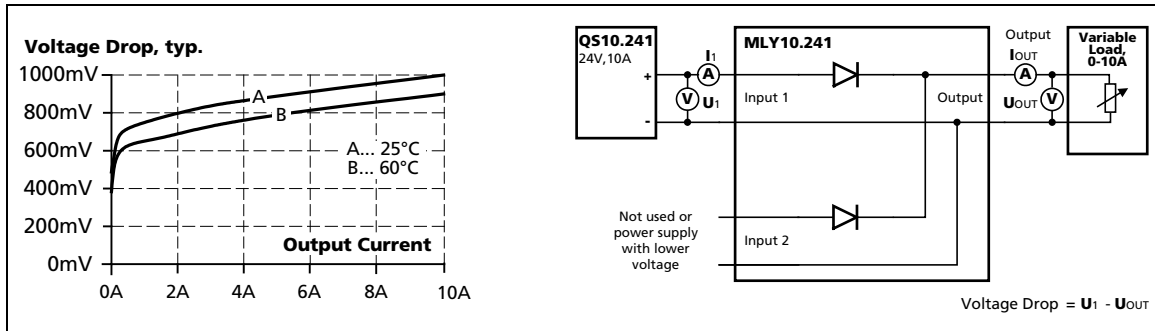 Voltage Drop, typ.
1000mV
800mV
600mV
400mV
200mV
0mV
A
B
A... 25°C
B... 60°C
Output Current
0A 2A 4A 6A 8A 10A
QS10.241
24V,10A
+
-
I1
A
V U1
MLY10.241
Input 1
Output
Input 2
Not used or
power supply
with lower
voltage
Output
IOUT
A
UOUT V
Variable
Load,
0-10A
Voltage Drop = U1 - UOUT